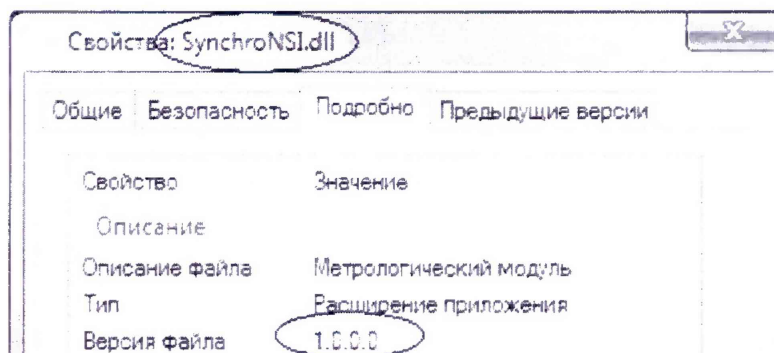 Свойства: SynchroNSI.dll
Общие Безопасность Подробно Предыдущие версии
Свойство Значение
Описание
Описание файла Метрологический модуль
Тип Расширение приложения
Версия файла 1.0.0.0